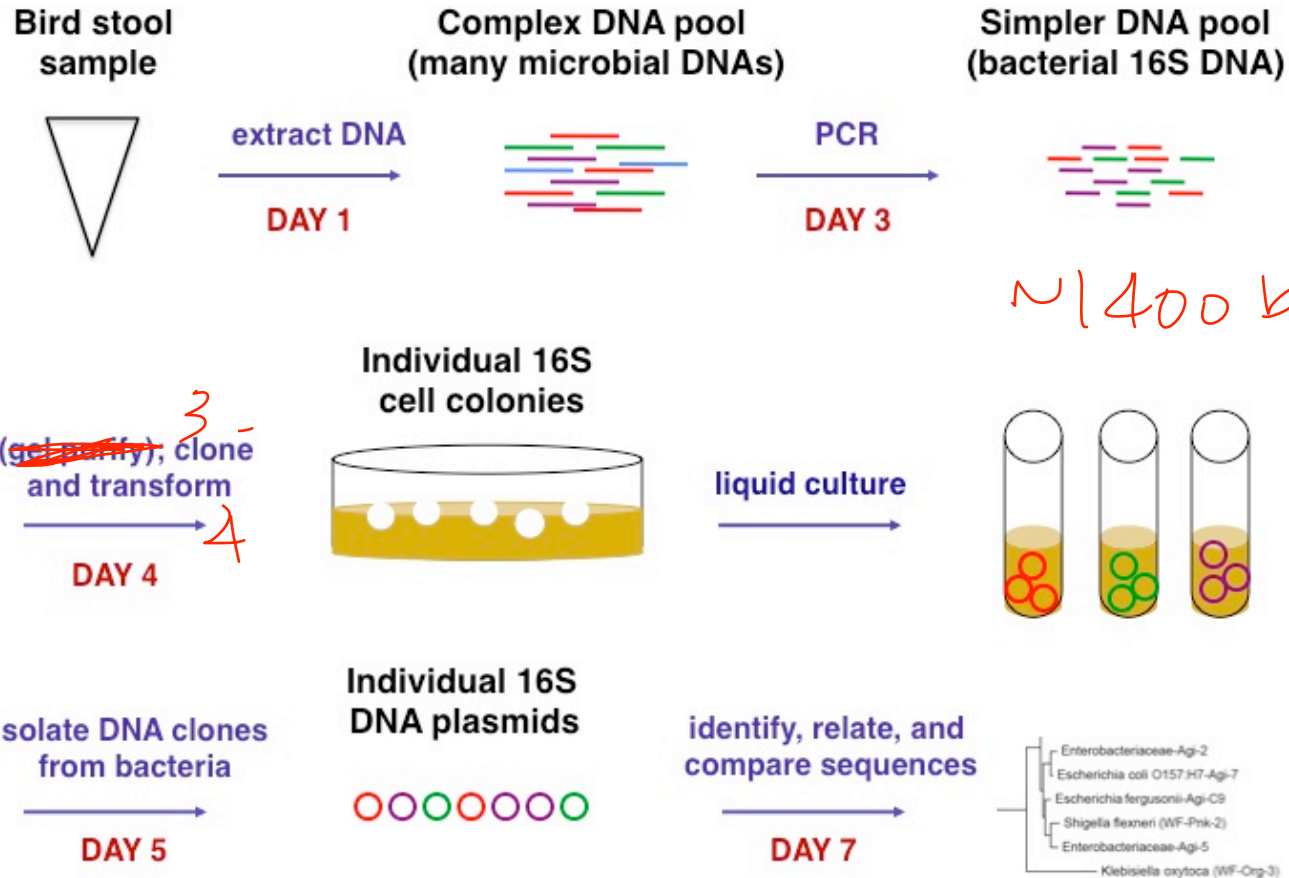 Bird stool
sample
Complex DNA pool
(many microbial DNAs)
Simpler DNA pool
(bacterial 16S DNA)
extract DNA
DAY 1
PCR
DAY 3
~1400 b
Individual 16S
cell colonies
3-
(gel purify); clone
and transform
4
DAY 4
liquid culture
Individual 16S
DNA plasmids
solate DNA clones
from bacteria
DAY 5
identify, relate, and
compare sequences
DAY 7
Enterobacteriaceae-Agi-2
Escherichia coli O157:H7-Agi-7
Escherichia fergusonii-Agi-C9
Shigella flexneri (WF-Pnk-2)
Enterobacteriaceae-Agi-5
Klebisiella oxytoca (WF-Org-3)